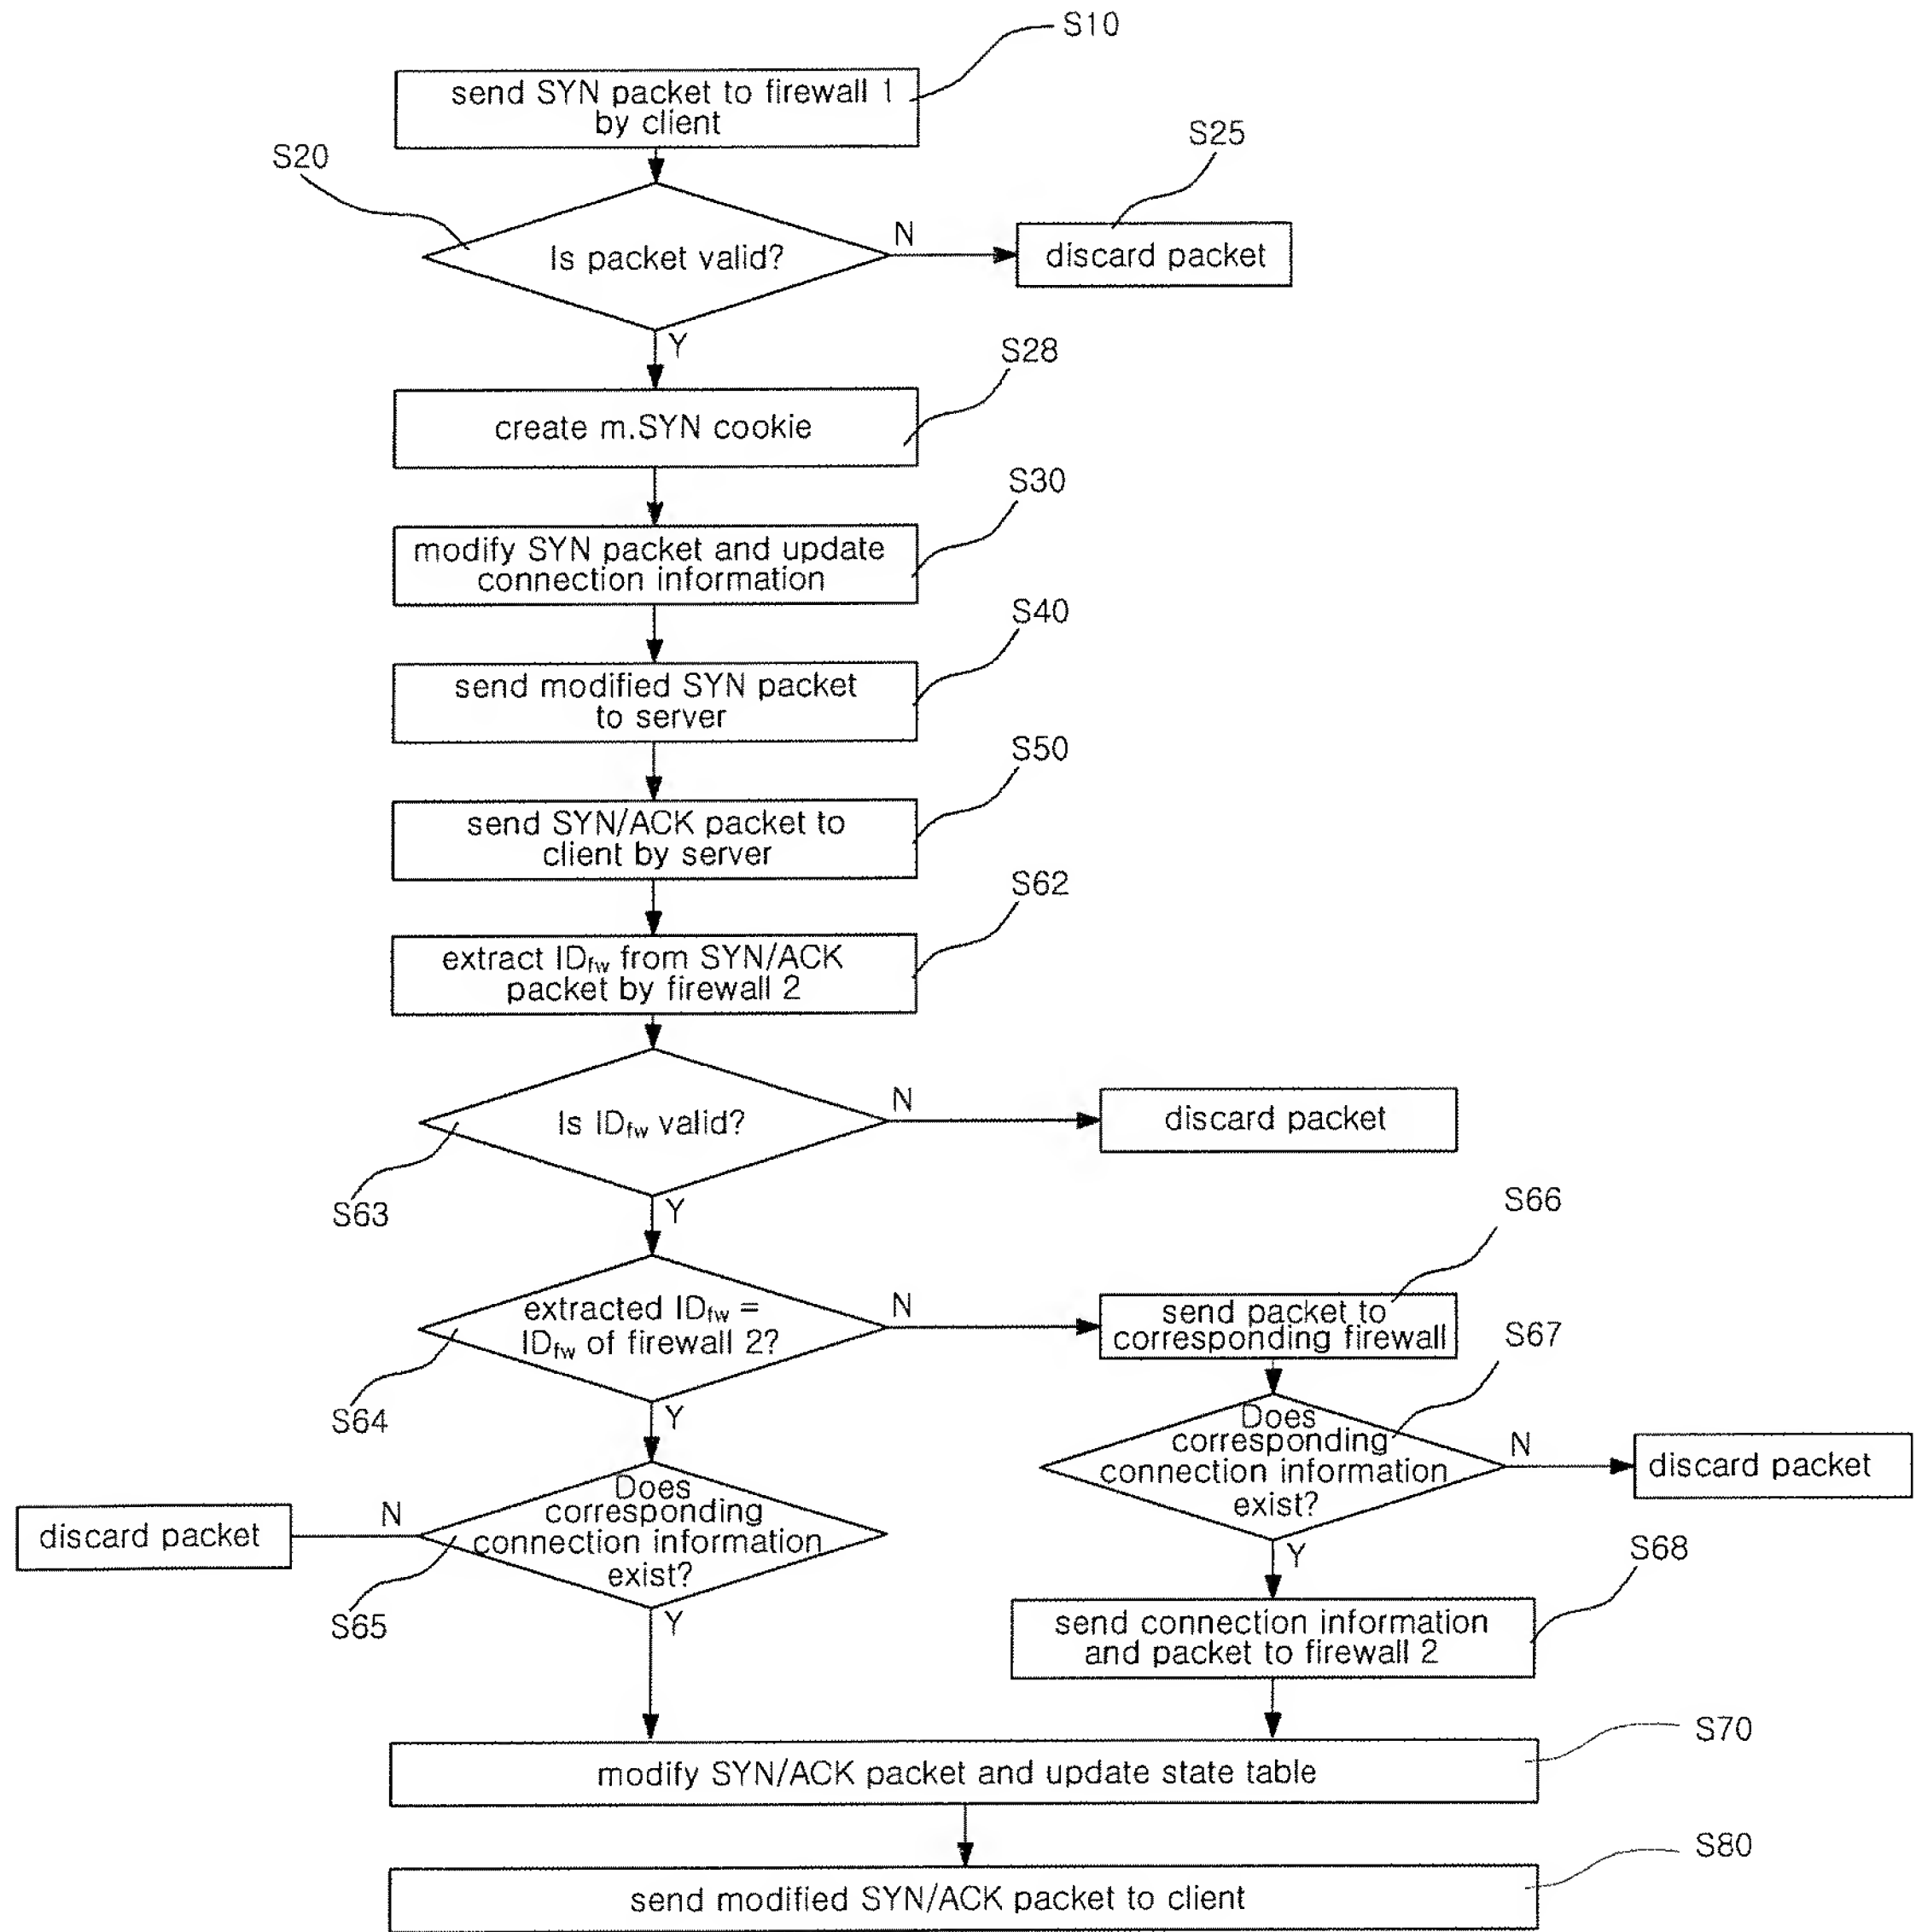 S10
send SYN packet to firewall 1
by client
S20
S25
Is packet valid?
N
discard packet
Y
S28
create m.SYN cookie
S30
modify SYN packet and update
connection information
S40
send modified SYN packet
to server
S50
send SYN/ACK packet to
client by server
S62
extract IDfw from SYN/ACK
packet by firewall 2
Is IDfw valid?
N
discard packet
S63
Y
S66
extracted IDfw =
IDfw of firewall 2?
N
send packet to
corresponding firewall
S67
S64
Y
Does
corresponding
connection information
exist?
N
discard packet
discard packet
N
Does
corresponding
connection information
exist?
S65
Y
Y
S68
send connection information
and packet to firewall 2
S70
modify SYN/ACK packet and update state table
S80
send modified SYN/ACK packet to client